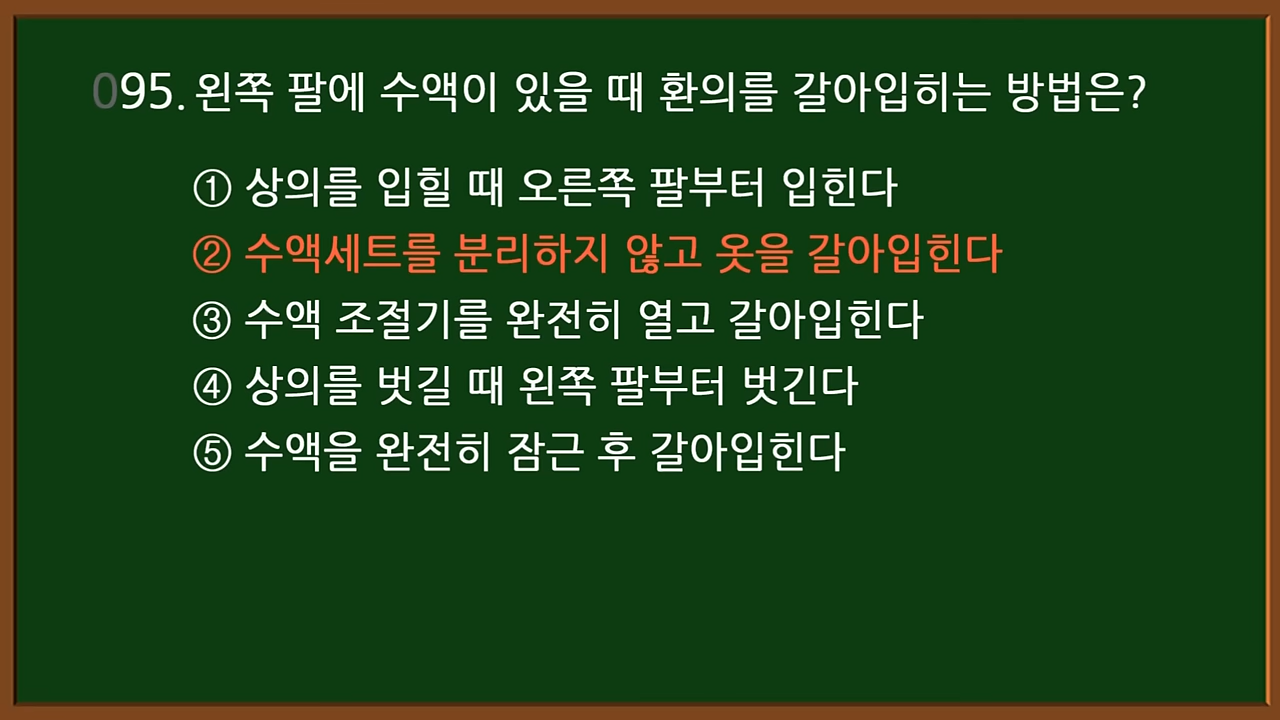 095. 왼쪽 팔에 수액이 있을 때 환의를 갈아입히는 방법은?
① 상의를 입힐 때 오른쪽 팔부터 입힌다
② 수액세트를 분리하지 않고 옷을 갈아입힌다
③ 수액 조절기를 완전히 열고 갈아입힌다
④ 상의를 벗길 때 왼쪽 팔부터 벗긴다
⑤ 수액을 완전히 잠근 후 갈아입힌다